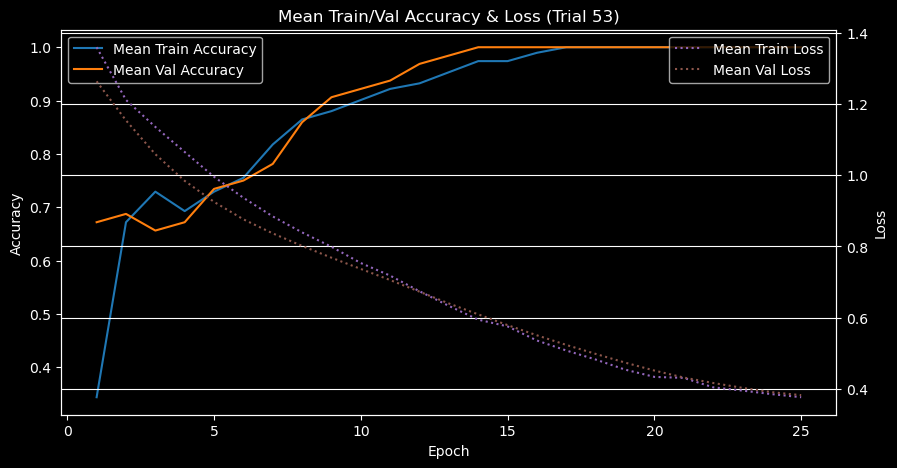 Mean Train/Val Accuracy & Loss (Trial 53)
Mean Train Accuracy
Mean Val Accuracy
Mean Train Loss
Mean Val Loss
1.0
0.9
0.8
0.7
0.6
0.5
0.4
Accuracy
1.4
1.2
1.0
0.8
0.6
0.4
Loss
0
5
10
15
20
25
Epoch